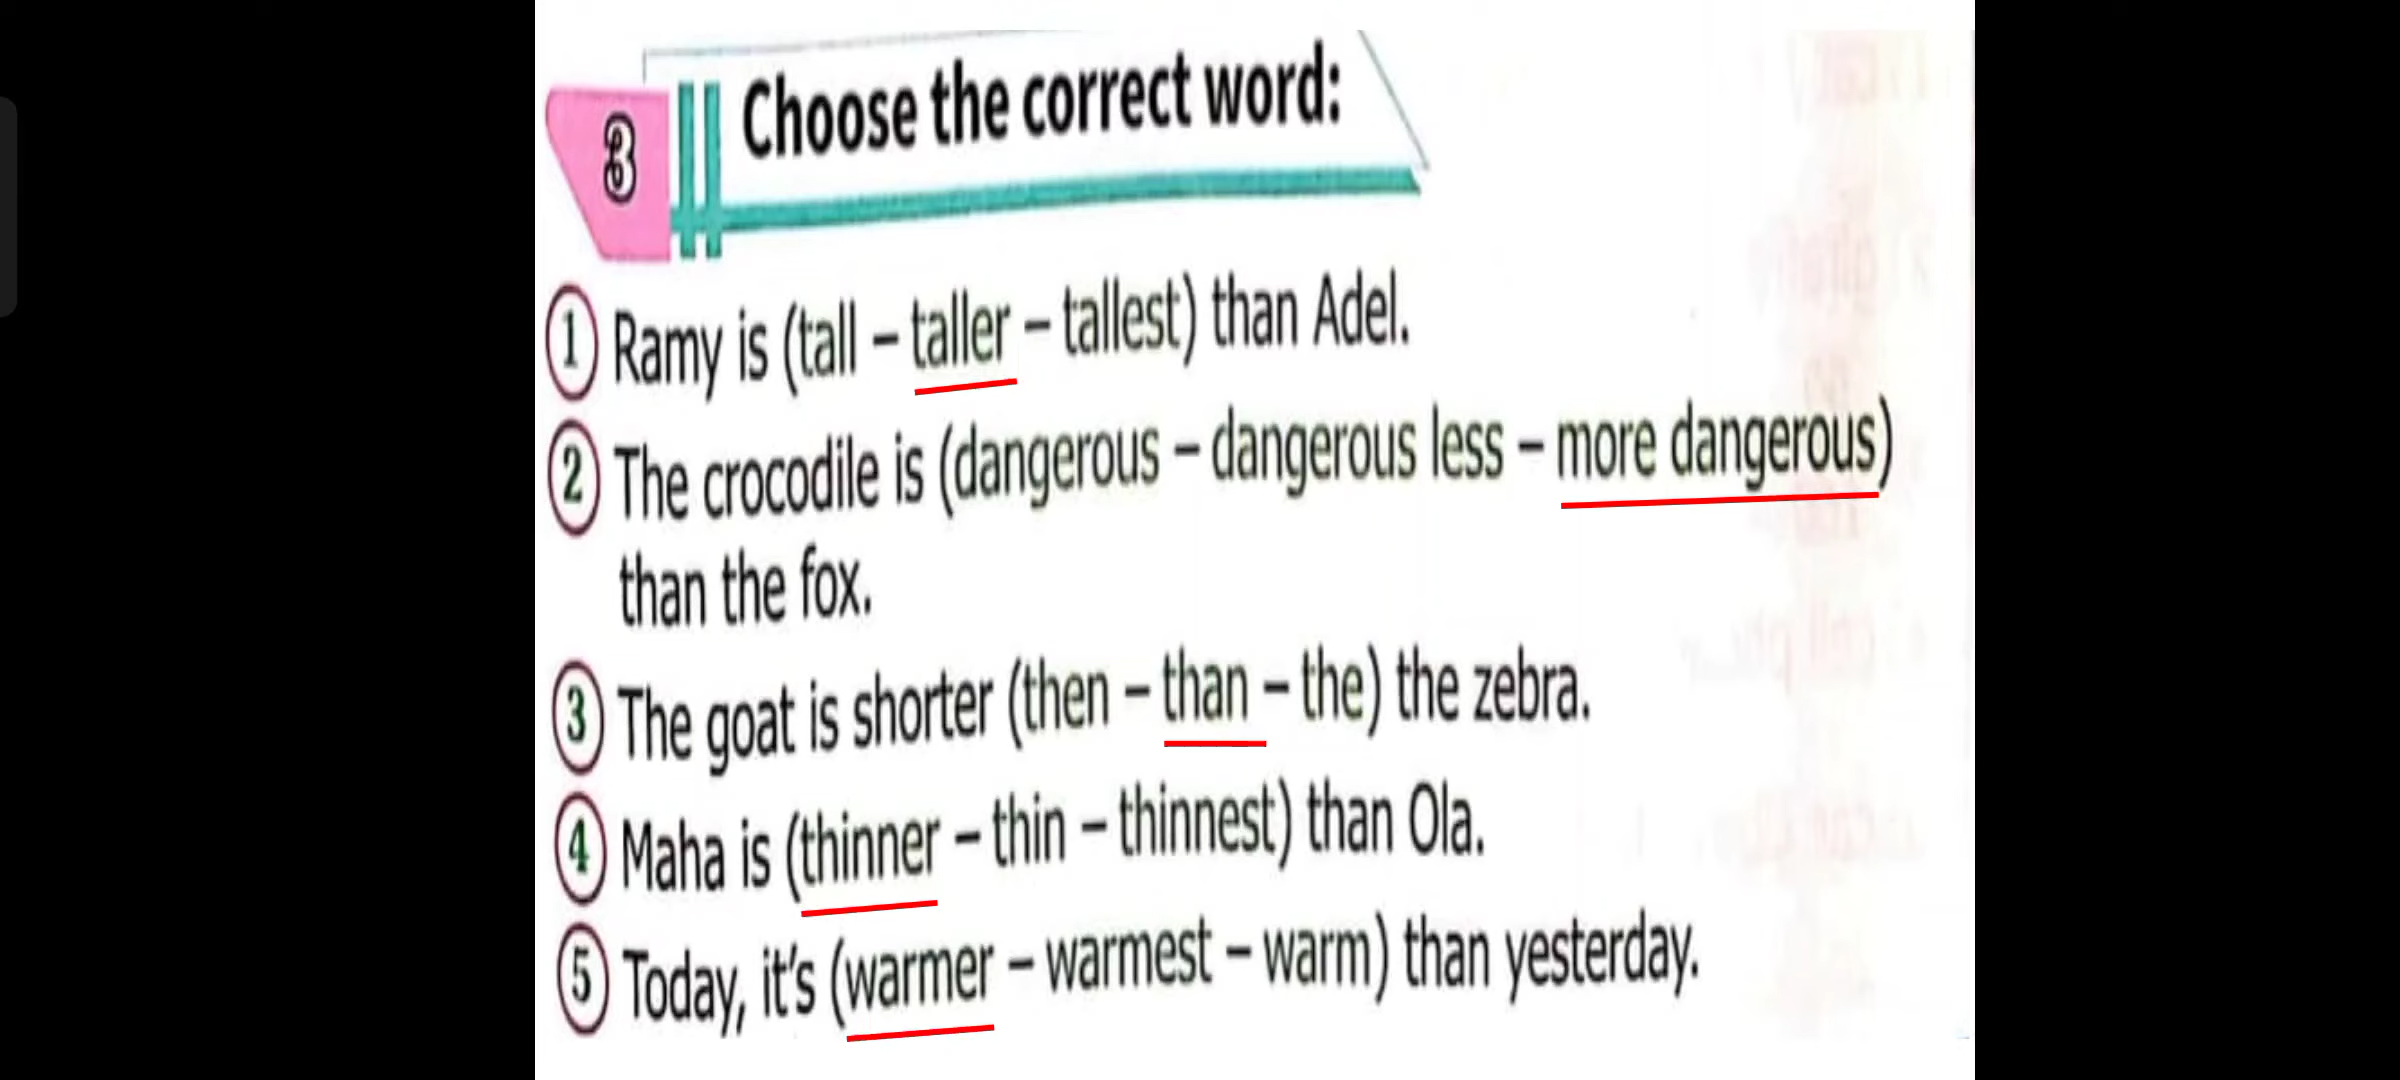 3 Choose the correct word:
1 Ramy is (tall – taller – tallest) than Adel.
2 The crocodile is (dangerous – dangerous less – more dangerous)
than the fox.
3 The goat is shorter (then – than – the) the zebra.
4 Maha is (thinner – thin – thinnest) than Ola.
5 Today, it's (warmer – warmest – warm) than yesterday.